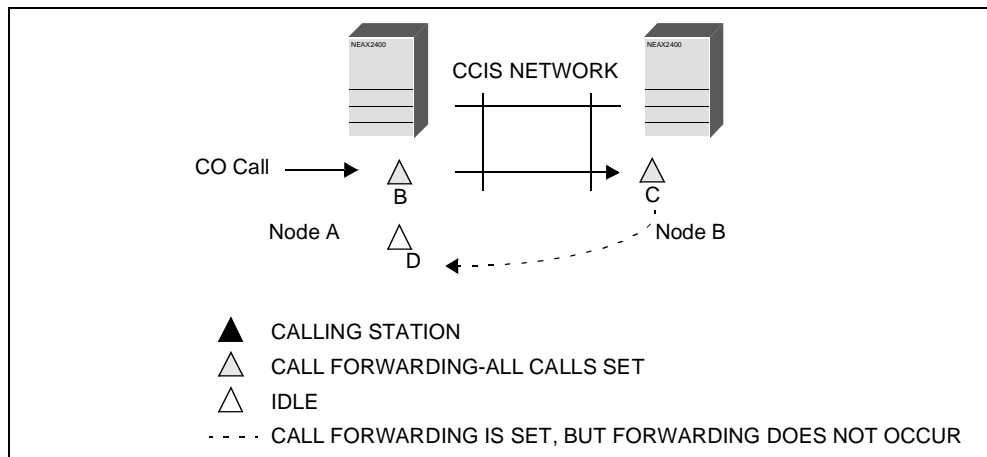 NEAX2400 NEAX2400
CCIS NETWORK
CO Call
B C
Node A Node B
D
CALLING STATION
CALL FORWARDING-ALL CALLS SET
IDLE
CALL FORWARDING IS SET, BUT FORWARDING DOES NOT OCCUR